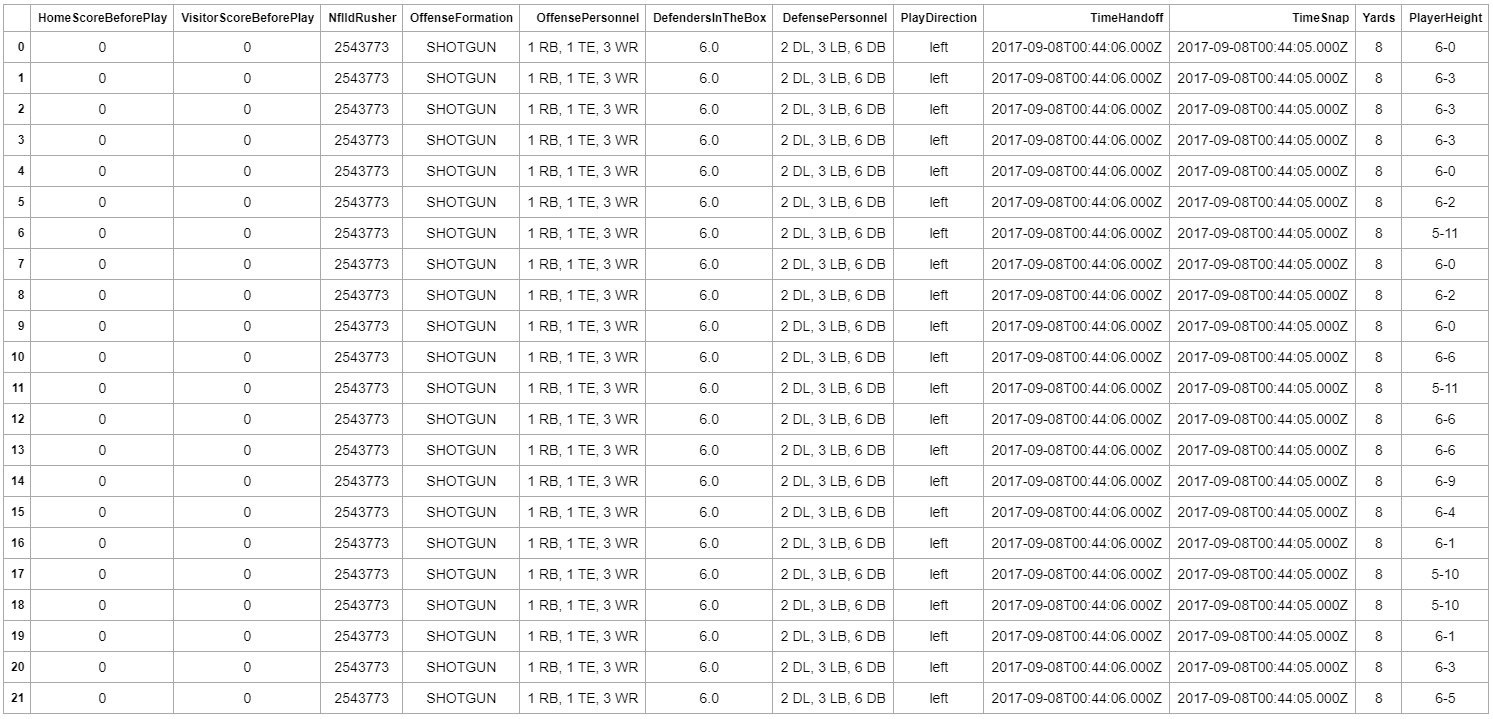 HomeScoreBeforePlay VisitorScoreBeforePlay NflIdRusher OffenseFormation OffensePersonnel DefendersInTheBox DefensePersonnel PlayDirection TimeHandoff TimeSnap Yards PlayerHeight
0 0 0 2543773 SHOTGUN 1 RB, 1 TE, 3 WR 6.0 2 DL, 3 LB, 6 DB left 2017-09-08T00:44:06.000Z 2017-09-08T00:44:05.000Z 8 6-0
1 0 0 2543773 SHOTGUN 1 RB, 1 TE, 3 WR 6.0 2 DL, 3 LB, 6 DB left 2017-09-08T00:44:06.000Z 2017-09-08T00:44:05.000Z 8 6-3
2 0 0 2543773 SHOTGUN 1 RB, 1 TE, 3 WR 6.0 2 DL, 3 LB, 6 DB left 2017-09-08T00:44:06.000Z 2017-09-08T00:44:05.000Z 8 6-3
3 0 0 2543773 SHOTGUN 1 RB, 1 TE, 3 WR 6.0 2 DL, 3 LB, 6 DB left 2017-09-08T00:44:06.000Z 2017-09-08T00:44:05.000Z 8 6-3
4 0 0 2543773 SHOTGUN 1 RB, 1 TE, 3 WR 6.0 2 DL, 3 LB, 6 DB left 2017-09-08T00:44:06.000Z 2017-09-08T00:44:05.000Z 8 6-0
5 0 0 2543773 SHOTGUN 1 RB, 1 TE, 3 WR 6.0 2 DL, 3 LB, 6 DB left 2017-09-08T00:44:06.000Z 2017-09-08T00:44:05.000Z 8 6-2
6 0 0 2543773 SHOTGUN 1 RB, 1 TE, 3 WR 6.0 2 DL, 3 LB, 6 DB left 2017-09-08T00:44:06.000Z 2017-09-08T00:44:05.000Z 8 5-11
7 0 0 2543773 SHOTGUN 1 RB, 1 TE, 3 WR 6.0 2 DL, 3 LB, 6 DB left 2017-09-08T00:44:06.000Z 2017-09-08T00:44:05.000Z 8 6-0
8 0 0 2543773 SHOTGUN 1 RB, 1 TE, 3 WR 6.0 2 DL, 3 LB, 6 DB left 2017-09-08T00:44:06.000Z 2017-09-08T00:44:05.000Z 8 6-2
9 0 0 2543773 SHOTGUN 1 RB, 1 TE, 3 WR 6.0 2 DL, 3 LB, 6 DB left 2017-09-08T00:44:06.000Z 2017-09-08T00:44:05.000Z 8 6-0
10 0 0 2543773 SHOTGUN 1 RB, 1 TE, 3 WR 6.0 2 DL, 3 LB, 6 DB left 2017-09-08T00:44:06.000Z 2017-09-08T00:44:05.000Z 8 6-6
11 0 0 2543773 SHOTGUN 1 RB, 1 TE, 3 WR 6.0 2 DL, 3 LB, 6 DB left 2017-09-08T00:44:06.000Z 2017-09-08T00:44:05.000Z 8 5-11
12 0 0 2543773 SHOTGUN 1 RB, 1 TE, 3 WR 6.0 2 DL, 3 LB, 6 DB left 2017-09-08T00:44:06.000Z 2017-09-08T00:44:05.000Z 8 6-6
13 0 0 2543773 SHOTGUN 1 RB, 1 TE, 3 WR 6.0 2 DL, 3 LB, 6 DB left 2017-09-08T00:44:06.000Z 2017-09-08T00:44:05.000Z 8 6-6
14 0 0 2543773 SHOTGUN 1 RB, 1 TE, 3 WR 6.0 2 DL, 3 LB, 6 DB left 2017-09-08T00:44:06.000Z 2017-09-08T00:44:05.000Z 8 6-9
15 0 0 2543773 SHOTGUN 1 RB, 1 TE, 3 WR 6.0 2 DL, 3 LB, 6 DB left 2017-09-08T00:44:06.000Z 2017-09-08T00:44:05.000Z 8 6-4
16 0 0 2543773 SHOTGUN 1 RB, 1 TE, 3 WR 6.0 2 DL, 3 LB, 6 DB left 2017-09-08T00:44:06.000Z 2017-09-08T00:44:05.000Z 8 6-1
17 0 0 2543773 SHOTGUN 1 RB, 1 TE, 3 WR 6.0 2 DL, 3 LB, 6 DB left 2017-09-08T00:44:06.000Z 2017-09-08T00:44:05.000Z 8 5-10
18 0 0 2543773 SHOTGUN 1 RB, 1 TE, 3 WR 6.0 2 DL, 3 LB, 6 DB left 2017-09-08T00:44:06.000Z 2017-09-08T00:44:05.000Z 8 5-10
19 0 0 2543773 SHOTGUN 1 RB, 1 TE, 3 WR 6.0 2 DL, 3 LB, 6 DB left 2017-09-08T00:44:06.000Z 2017-09-08T00:44:05.000Z 8 6-1
20 0 0 2543773 SHOTGUN 1 RB, 1 TE, 3 WR 6.0 2 DL, 3 LB, 6 DB left 2017-09-08T00:44:06.000Z 2017-09-08T00:44:05.000Z 8 6-3
21 0 0 2543773 SHOTGUN 1 RB, 1 TE, 3 WR 6.0 2 DL, 3 LB, 6 DB left 2017-09-08T00:44:06.000Z 2017-09-08T00:44:05.000Z 8 6-5